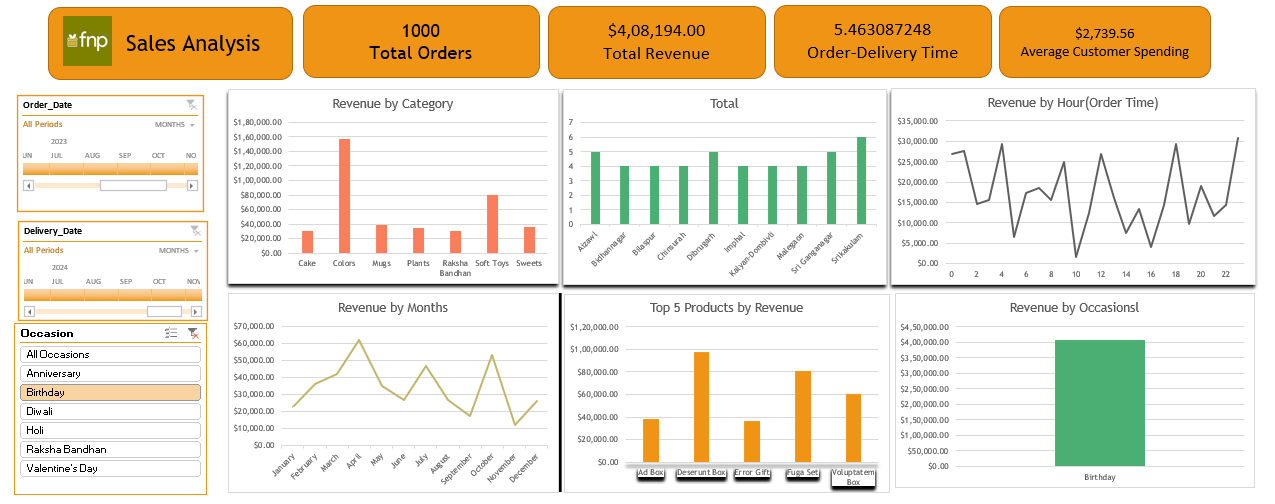 fnp
Sales Analysis
1000
Total Orders
$4,08,194.00
Total Revenue
5.463087248
Order-Delivery Time
$2,739.56
Average Customer Spending
Order_Date
All Periods
MONTHS
2023
UN JUL AUG SEP OCT NO
Delivery_Date
All Periods
MONTHS
2024
UN JUL AUG SEP OCT NOV
Occasion
All Occasions
Anniversary
Birthday
Diwali
Holi
Raksha Bandhan
Valentine's Day
Revenue by Category
$1,80,000.00
$1,60,000.00
$1,40,000.00
$1,20,000.00
$1,00,000.00
$80,000.00
$60,000.00
$40,000.00
$20,000.00
$0.00
Cake Colors Mugs Plants Raksha Soft Toys Sweets
Bandhan
Total
7
6
5
4
3
2
1
0
Aizawl Bidhannagar Bilaspur Chinsurah Dibrugarh Imphal Kalyan-Dombivli Malegaon Sri Ganganagar Srikakulam
Revenue by Hour(Order Time)
$35,000.00
$30,000.00
$25,000.00
$20,000.00
$15,000.00
$10,000.00
$5,000.00
$0.00
0 2 4 6 8 10 12 14 16 18 20 22
Revenue by Months
$70,000.00
$60,000.00
$50,000.00
$40,000.00
$30,000.00
$20,000.00
$10,000.00
$0.00
January February March April May June July August September October November December
Top 5 Products by Revenue
$1,20,000.00
$1,00,000.00
$80,000.00
$60,000.00
$40,000.00
$20,000.00
$0.00
Ad Box Deserunt Box Error Gift Fuga Set Voluptatem
Box
Revenue by Occasionsl
$4,50,000.00
$4,00,000.00
$3,50,000.00
$3,00,000.00
$2,50,000.00
$2,00,000.00
$1,50,000.00
$1,00,000.00
$50,000.00
$0.00
Birthday